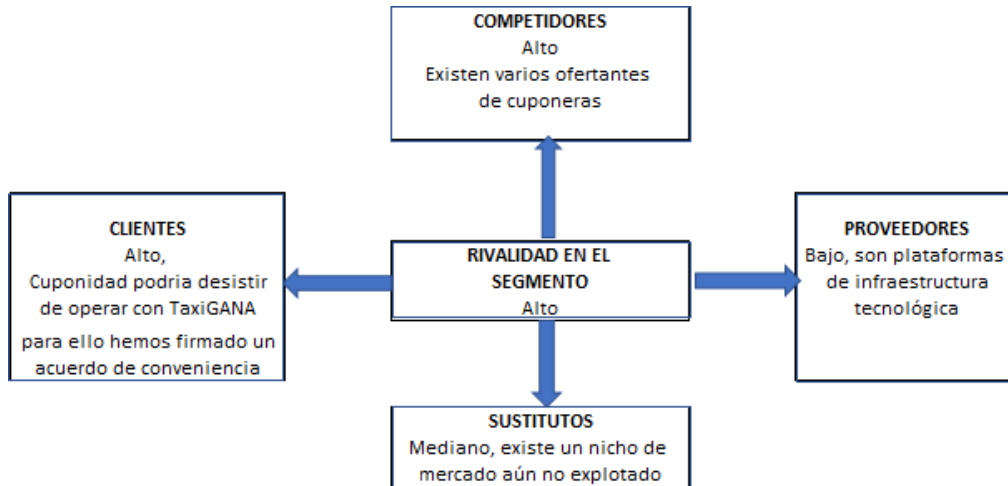 COMPETIDORES
Alto
Existen varios ofertantes
de cuponeras
CLIENTES
Alto,
Cuponidad podria desistir
de operar con TaxiGANA
para ello hemos firmado un
acuerdo de conveniencia
RIVALIDAD EN EL
SEGMENTO
Alto
PROVEEDORES
Bajo, son plataformas
de infraestructura
tecnológica
SUSTITUTOS
Mediano, existe un nicho de
mercado aún no explotado